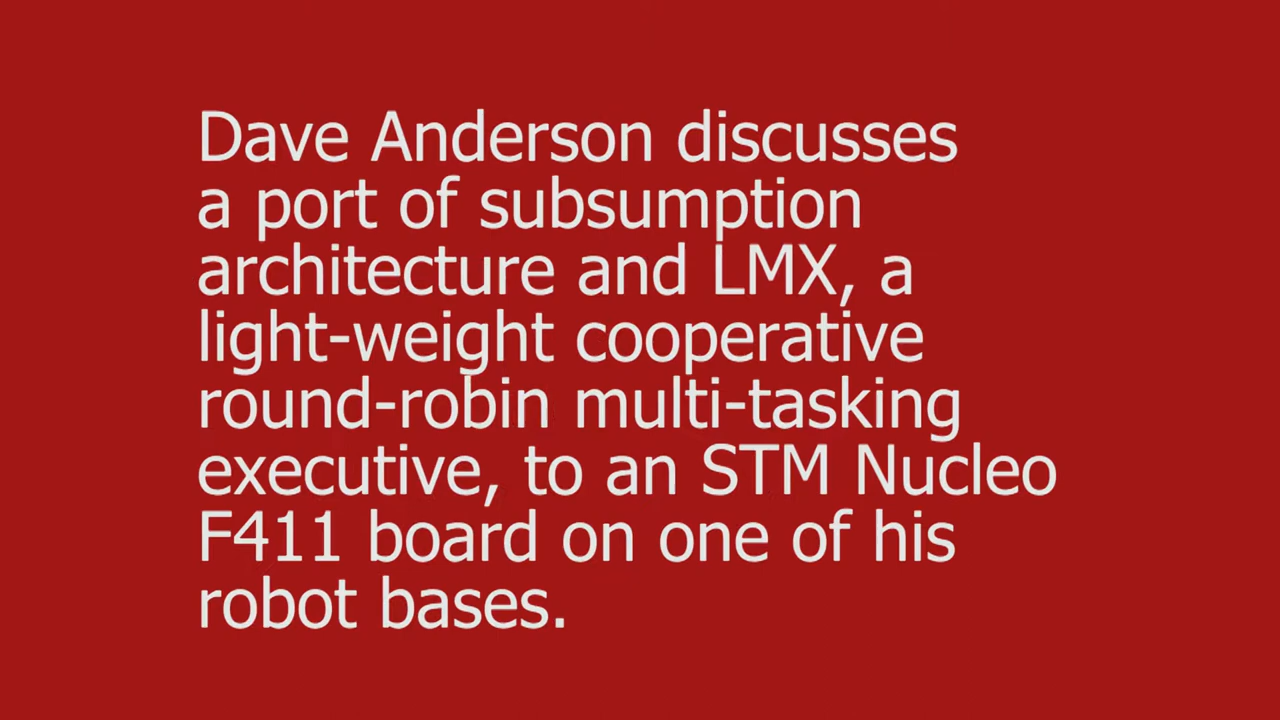 Dave Anderson discusses
a port of subsumption
architecture and LMX, a
light-weight cooperative
round-robin multi-tasking
executive, to an STM Nucleo
F411 board on one of his
robot bases.